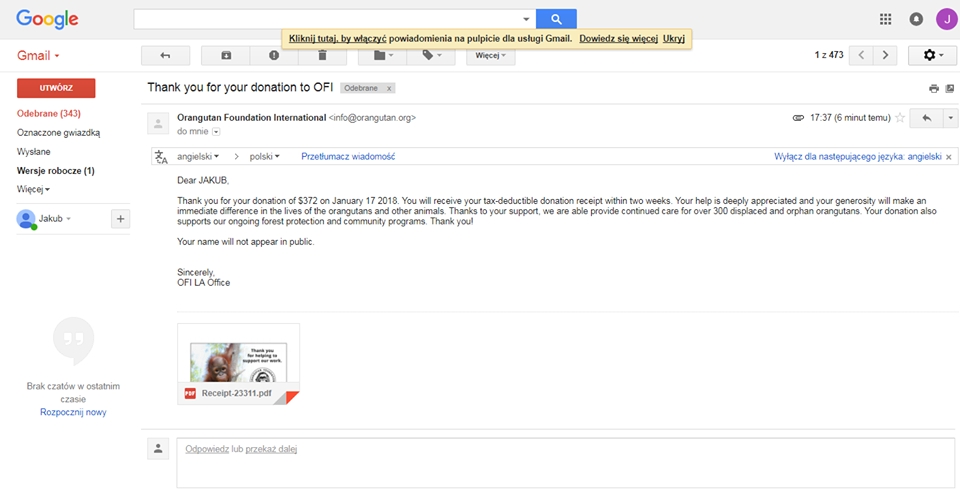 Google
Kliknij tutaj, by włączyć powiadomienia na pulpicie dla usługi Gmail. Dowiedz się więcej Ukryj
J
Gmail
Więcej
1 z 473
UTWÓRZ
Thank you for your donation to OFI Odebrane x
Odebrane (343)
Oznaczone gwiazdką
Wysłane
Wersje robocze (1)
Więcej
Jakub
Orangutan Foundation International <info@orangutan.org>
17:37 (6 minut temu)
do mnie
angielski > polski Przetłumacz wiadomość
Wyłącz dla następującego języka: angielski x
Dear JAKUB,
Thank you for your donation of $372 on January 17 2018. You will receive your tax-deductible donation receipt within two weeks. Your help is deeply appreciated and your generosity will make an
immediate difference in the lives of the orangutans and other animals. Thanks to your support, we are able provide continued care for over 300 displaced and orphan orangutans. Your donation also
supports our ongoing forest protection and community programs. Thank you!
Your name will not appear in public.
Sincerely,
OFI LA Office
Thank you
for helping to
support our work.
PDF Receipt-23311.pdf
Brak czatów w ostatnim
czasie
Rozpocznij nowy
Odpowiedz lub przekaż dalej